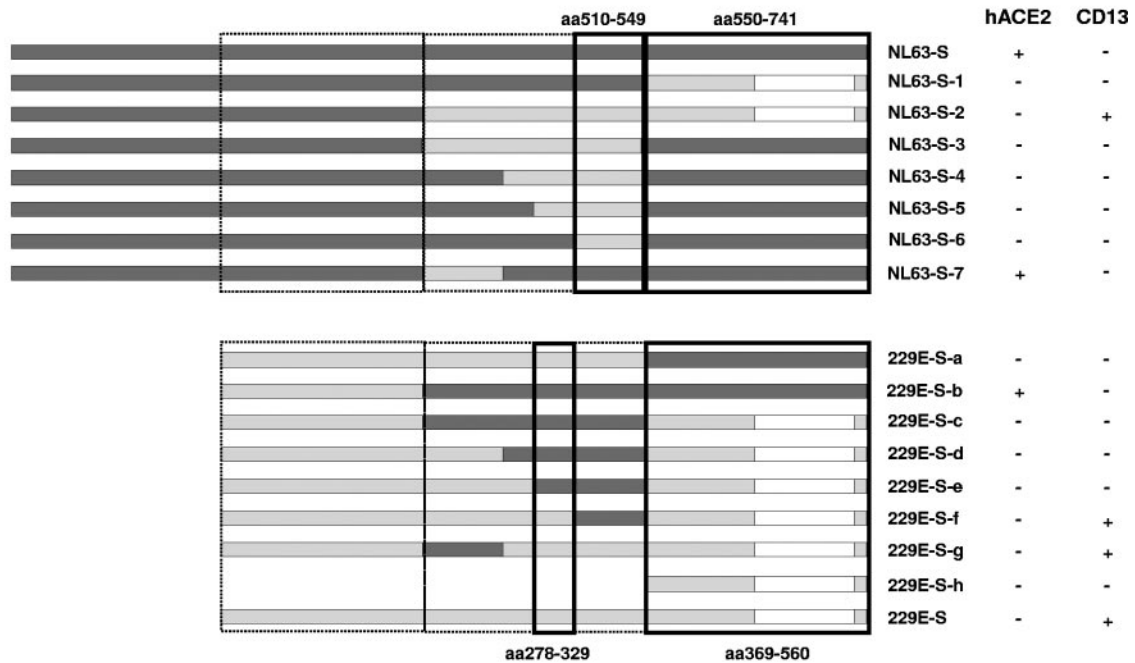 aa510-549 aa550-741 hACE2 CD13
NL63-S + -
NL63-S-1 - -
NL63-S-2 - +
NL63-S-3 - -
NL63-S-4 - -
NL63-S-5 - -
NL63-S-6 - -
NL63-S-7 + -
229E-S-a - -
229E-S-b + -
229E-S-c - -
229E-S-d - -
229E-S-e - -
229E-S-f - +
229E-S-g - +
229E-S-h - -
229E-S - +
aa278-329 aa369-560